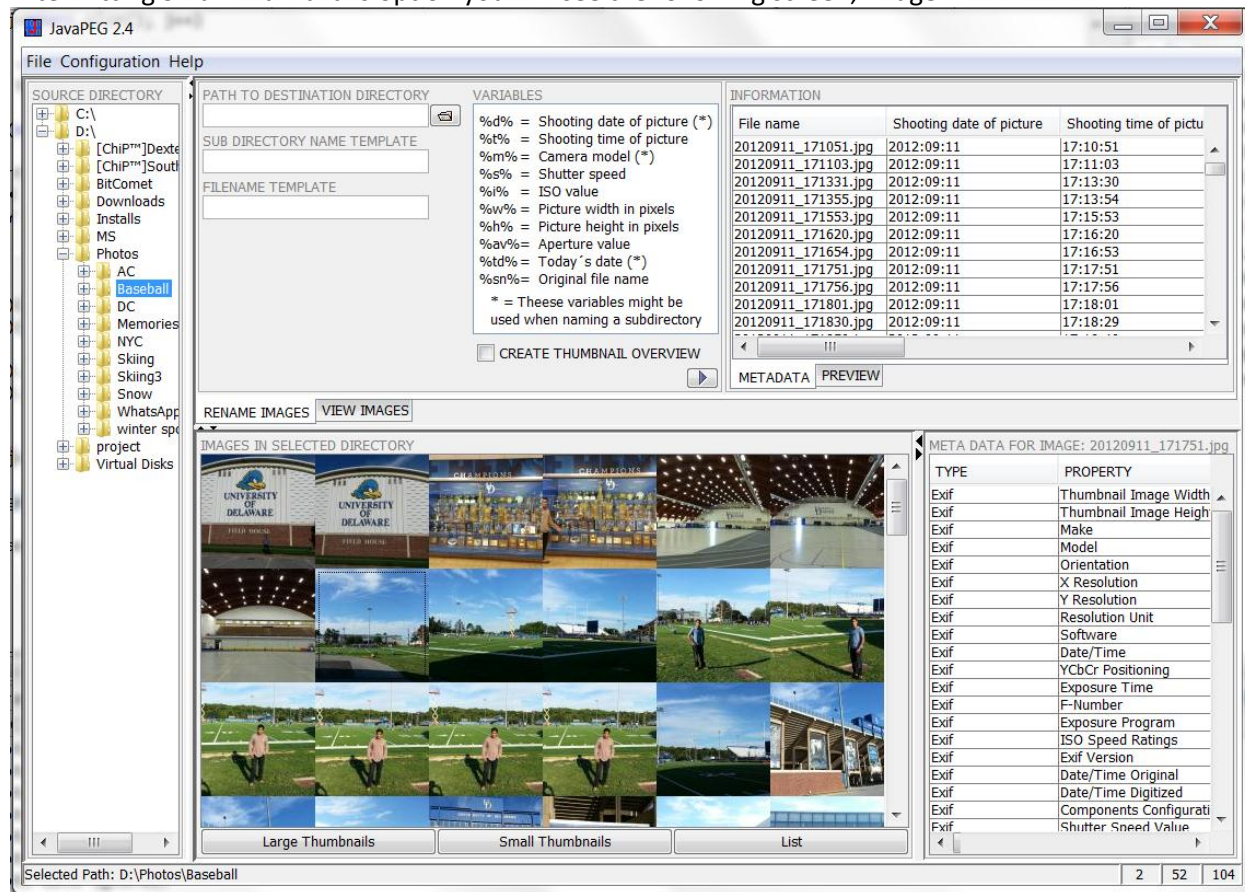 JavaPEG 2.4
File Configuration Help
SOURCE DIRECTORY
C:\
D:\
[ChiP™]Dexte
[ChiP™]South
BitComet
Downloads
Installs
MS
Photos
AC
Baseball
DC
Memories
NYC
Skiing
Skiing3
Snow
WhatsApp
winter spo
project
Virtual Disks
PATH TO DESTINATION DIRECTORY
SUB DIRECTORY NAME TEMPLATE
FILENAME TEMPLATE
VARIABLES
%d% = Shooting date of picture (*)
%t% = Shooting time of picture
%m% = Camera model (*)
%s% = Shutter speed
%i% = ISO value
%w% = Picture width in pixels
%h% = Picture height in pixels
%av%= Aperture value
%td%= Today´s date (*)
%sn%= Original file name
* = Theese variables might be
used when naming a subdirectory
CREATE THUMBNAIL OVERVIEW
INFORMATION
File name Shooting date of picture Shooting time of pictu
20120911_171051.jpg 2012:09:11 17:10:51
20120911_171103.jpg 2012:09:11 17:11:03
20120911_171331.jpg 2012:09:11 17:13:30
20120911_171355.jpg 2012:09:11 17:13:54
20120911_171553.jpg 2012:09:11 17:15:53
20120911_171620.jpg 2012:09:11 17:16:20
20120911_171654.jpg 2012:09:11 17:16:53
20120911_171751.jpg 2012:09:11 17:17:51
20120911_171756.jpg 2012:09:11 17:17:56
20120911_171801.jpg 2012:09:11 17:18:01
20120911_171830.jpg 2012:09:11 17:18:29
METADATA PREVIEW
RENAME IMAGES VIEW IMAGES
IMAGES IN SELECTED DIRECTORY
UNIVERSITY
OF
DELAWARE
FIELD HOUSE
UNIVERSITY
OF
DELAWARE
FIELD HOUSE
CHAMPIONS
CHAMPIONS
Large Thumbnails Small Thumbnails List
META DATA FOR IMAGE: 20120911_171751.jpg
TYPE PROPERTY
Exif Thumbnail Image Width
Exif Thumbnail Image Heigh
Exif Make
Exif Model
Exif Orientation
Exif X Resolution
Exif Y Resolution
Exif Resolution Unit
Exif Software
Exif Date/Time
Exif YCbCr Positioning
Exif Exposure Time
Exif F-Number
Exif Exposure Program
Exif ISO Speed Ratings
Exif Exif Version
Exif Date/Time Original
Exif Date/Time Digitized
Exif Components Configurati
Exif Shutter Speed Value
Selected Path: D:\Photos\Baseball 2 52 104